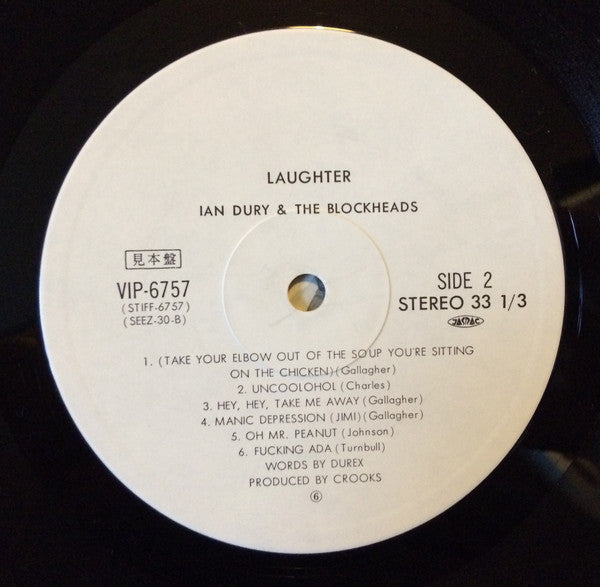 LAUGHTER
IAN DURY & THE BLOCKHEADS
見本盤
VIP-6757
(STIFF-6757)
(SEEZ-30-B)
SIDE 2
STEREO 33 1/3
JASRAC
1. (TAKE YOUR ELBOW OUT OF THE SOUP YOU'RE SITTING
ON THE CHICKEN) (Gallagher)
2. UNCOOLOHOL (Charles)
3. HEY, HEY, TAKE ME AWAY (Gallagher)
4. MANIC DEPRESSION (JIMI) (Gallagher)
5. OH MR. PEANUT (Johnson)
6. FUCKING ADA (Turnbull)
WORDS BY DUREX
PRODUCED BY CROOKS
⑥